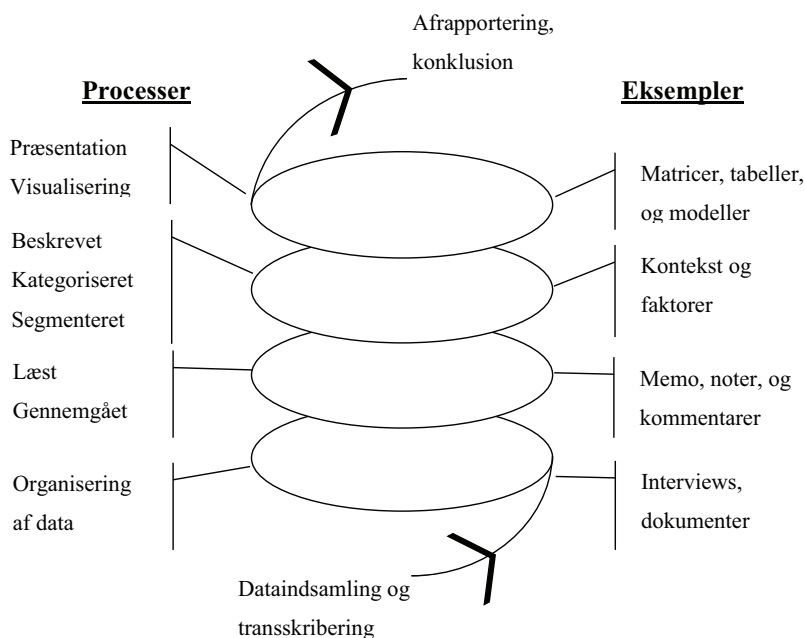 Afrapportering,
konklusion
Processer
Eksempler
Præsentation
Visualisering
Matricer, tabeller,
og modeller
Beskrevet
Kategoriseret
Segmenteret
Kontekst og
faktorer
Læst
Gennemgået
Memo, noter, og
kommentarer
Organisering
af data
Interviews,
dokumenter
Dataindsamling og
transskribering